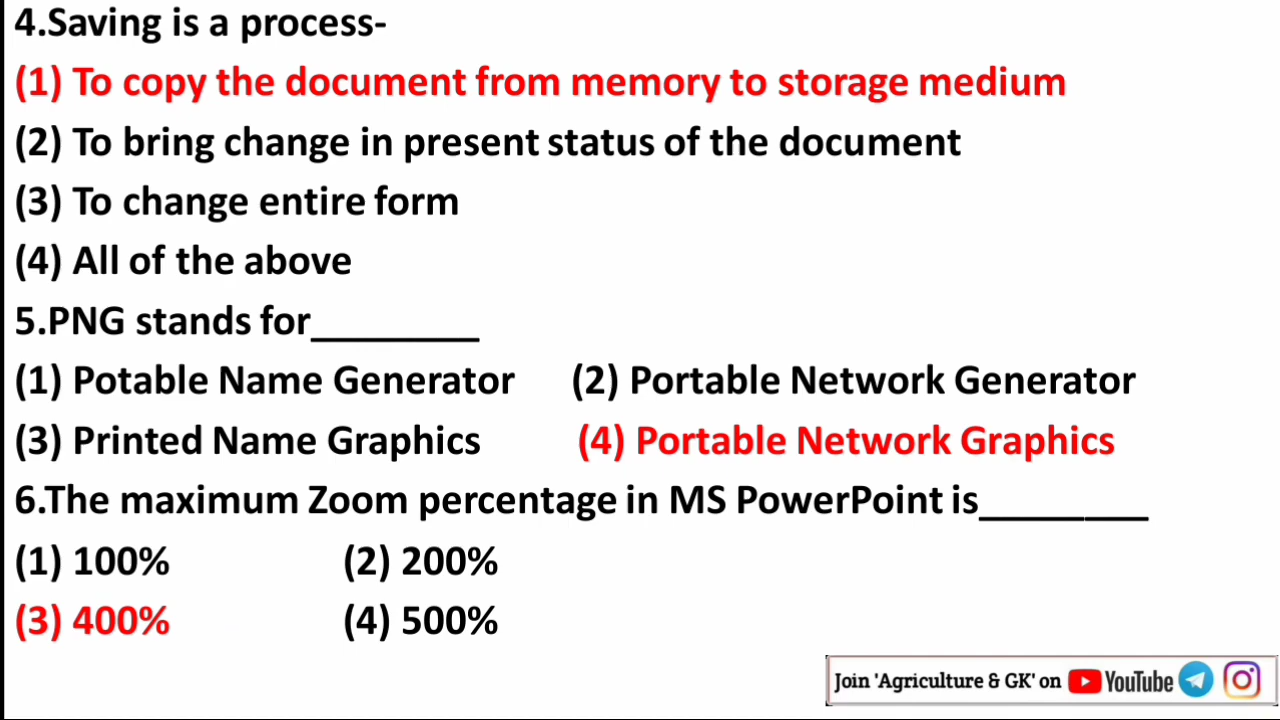 4.Saving is a process-
(1) To copy the document from memory to storage medium
(2) To bring change in present status of the document
(3) To change entire form
(4) All of the above
5.PNG stands for________
(1) Potable Name Generator (2) Portable Network Generator
(3) Printed Name Graphics (4) Portable Network Graphics
6.The maximum Zoom percentage in MS PowerPoint is________
(1) 100% (2) 200%
(3) 400% (4) 500%
Join 'Agriculture & GK' on YouTube